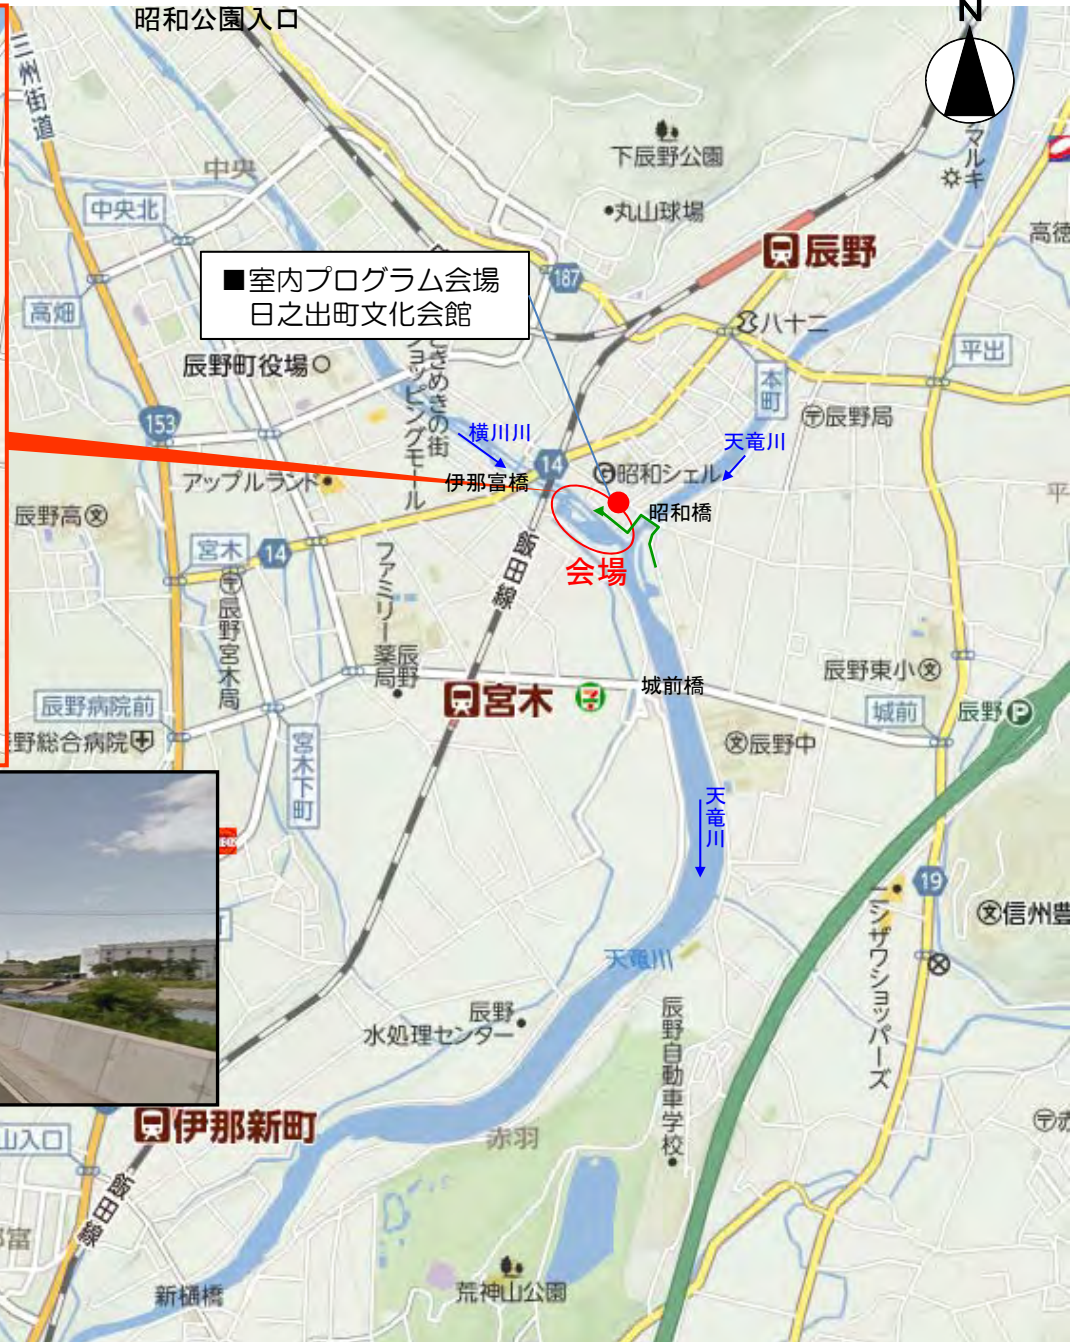 昭和公園入口
N
三州街道
マルキ
中央
下辰野公園
丸山球場
中央北
辰野
187
■室内プログラム会場
日之出町文化会館
高畑
八十二
平出
辰野町役場
本町
辰野局
153
ときめきの街
ショッピングモール
横川川
天竜川
14
昭和シェル
アップルランド
伊那富橋
昭和橋
辰野高
宮木
14
飯田線
会場
辰野宮木局
ファミリー薬局
辰野
辰野東小
宮木
城前橋
辰野病院前
城前
辰野
P
野総合病院
辰野中
宮木下町
天竜川
19
ニシザワショッパーズ
信州豊
天竜川
辰野
水処理センター
辰野自動車学校
伊那新町
山入口
赤羽
飯田線
荒神山公園
新樋橋